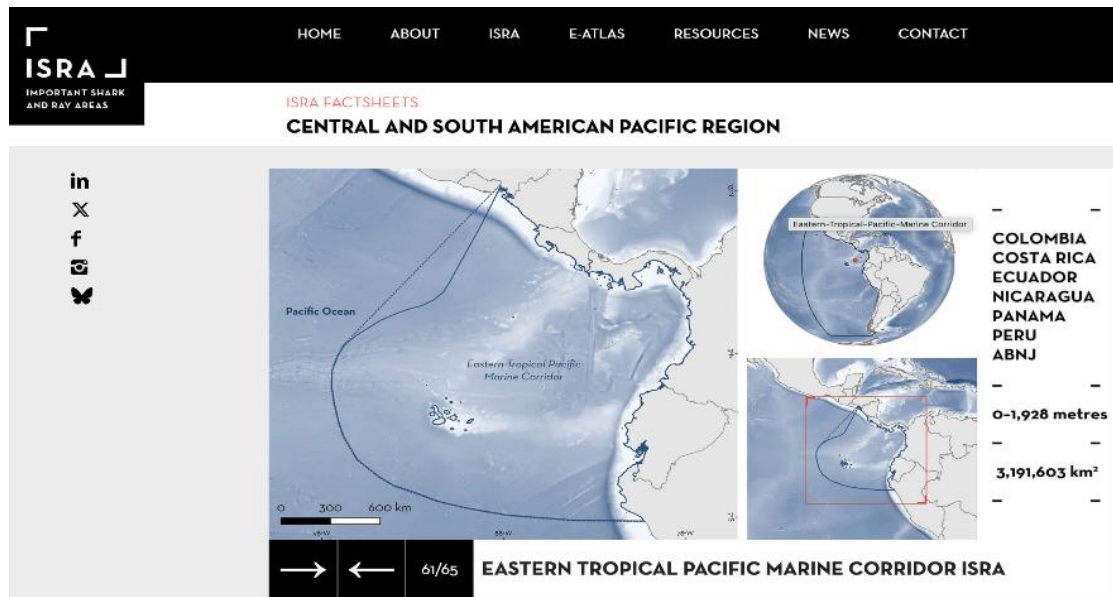 ISRA
IMPORTANT SHARK
AND RAY AREAS
HOME ABOUT ISRA E-ATLAS RESOURCES NEWS CONTACT
ISRA FACTSHEETS
CENTRAL AND SOUTH AMERICAN PACIFIC REGION
in
X
f
Pacific Ocean
Eastern Tropical Pacific
Marine Corridor
0 300 600 km
Eastern-Tropical-Pacific-Marine Corridor
COLOMBIA
COSTA RICA
ECUADOR
NICARAGUA
PANAMA
PERU
ABNJ
0–1,928 metres
3,191,603 km²
61/65
EASTERN TROPICAL PACIFIC MARINE CORRIDOR ISRA